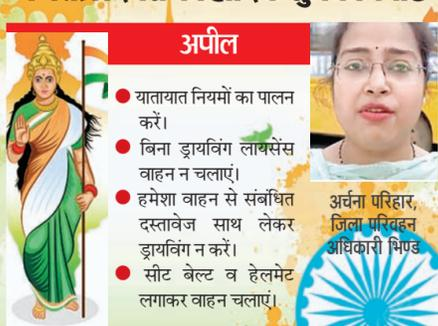 अपील
यातायात नियमों का पालन
करें।
बिना ड्रायविंग लायसेंस
वाहन न चलाएं।
हमेशा वाहन से संबंधित
दस्तावेज साथ लेकर
ड्रायविंग न करें।
सीट बेल्ट व हेलमेट
लगाकर वाहन चलाएं।
अर्चना परिहार,
जिला परिवहन
अधिकारी भिण्ड